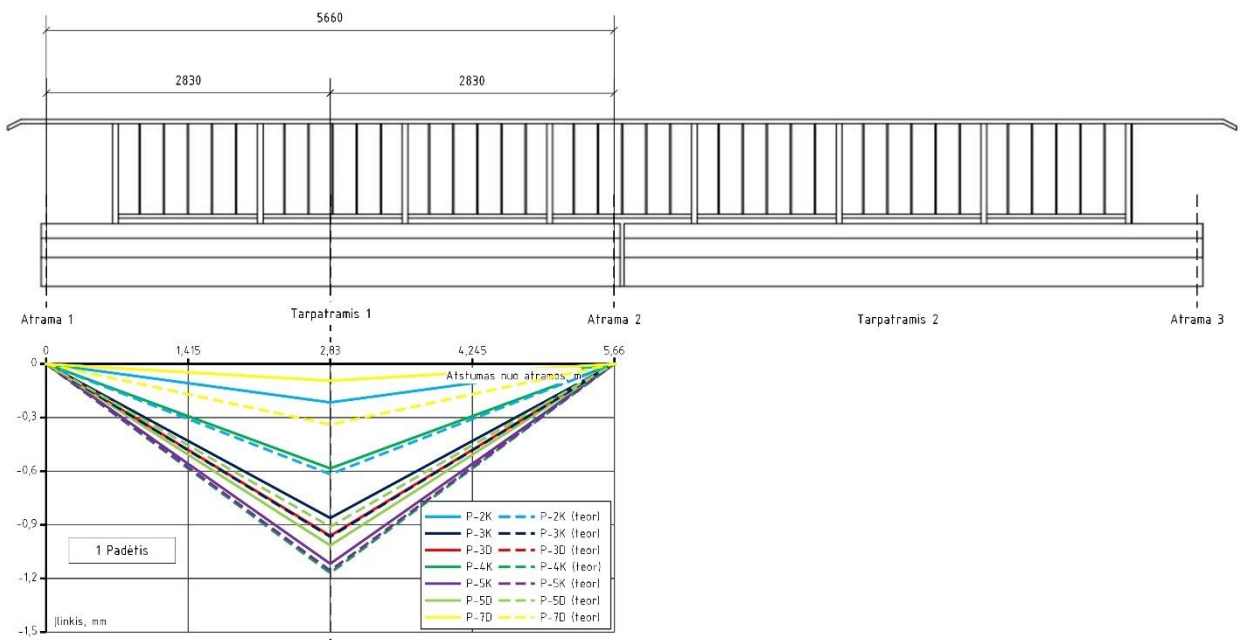 5660
2830 2830
Atrama 1 Tarpatramis 1 Atrama 2 Tarpatramis 2 Atrama 3
0 1,415 2,83 4,245 5,66
0
Atstumas nuo atramos, m
-0,3
-0,6
-0,9
-1,2
-1,5
1 Padėtis
Įlinkis, mm
P-2K P-2K (teor)
P-3K P-3K (teor)
P-3D P-3D (teor)
P-4K P-4K (teor)
P-5K P-5K (teor)
P-5D P-5D (teor)
P-7D P-7D (teor)